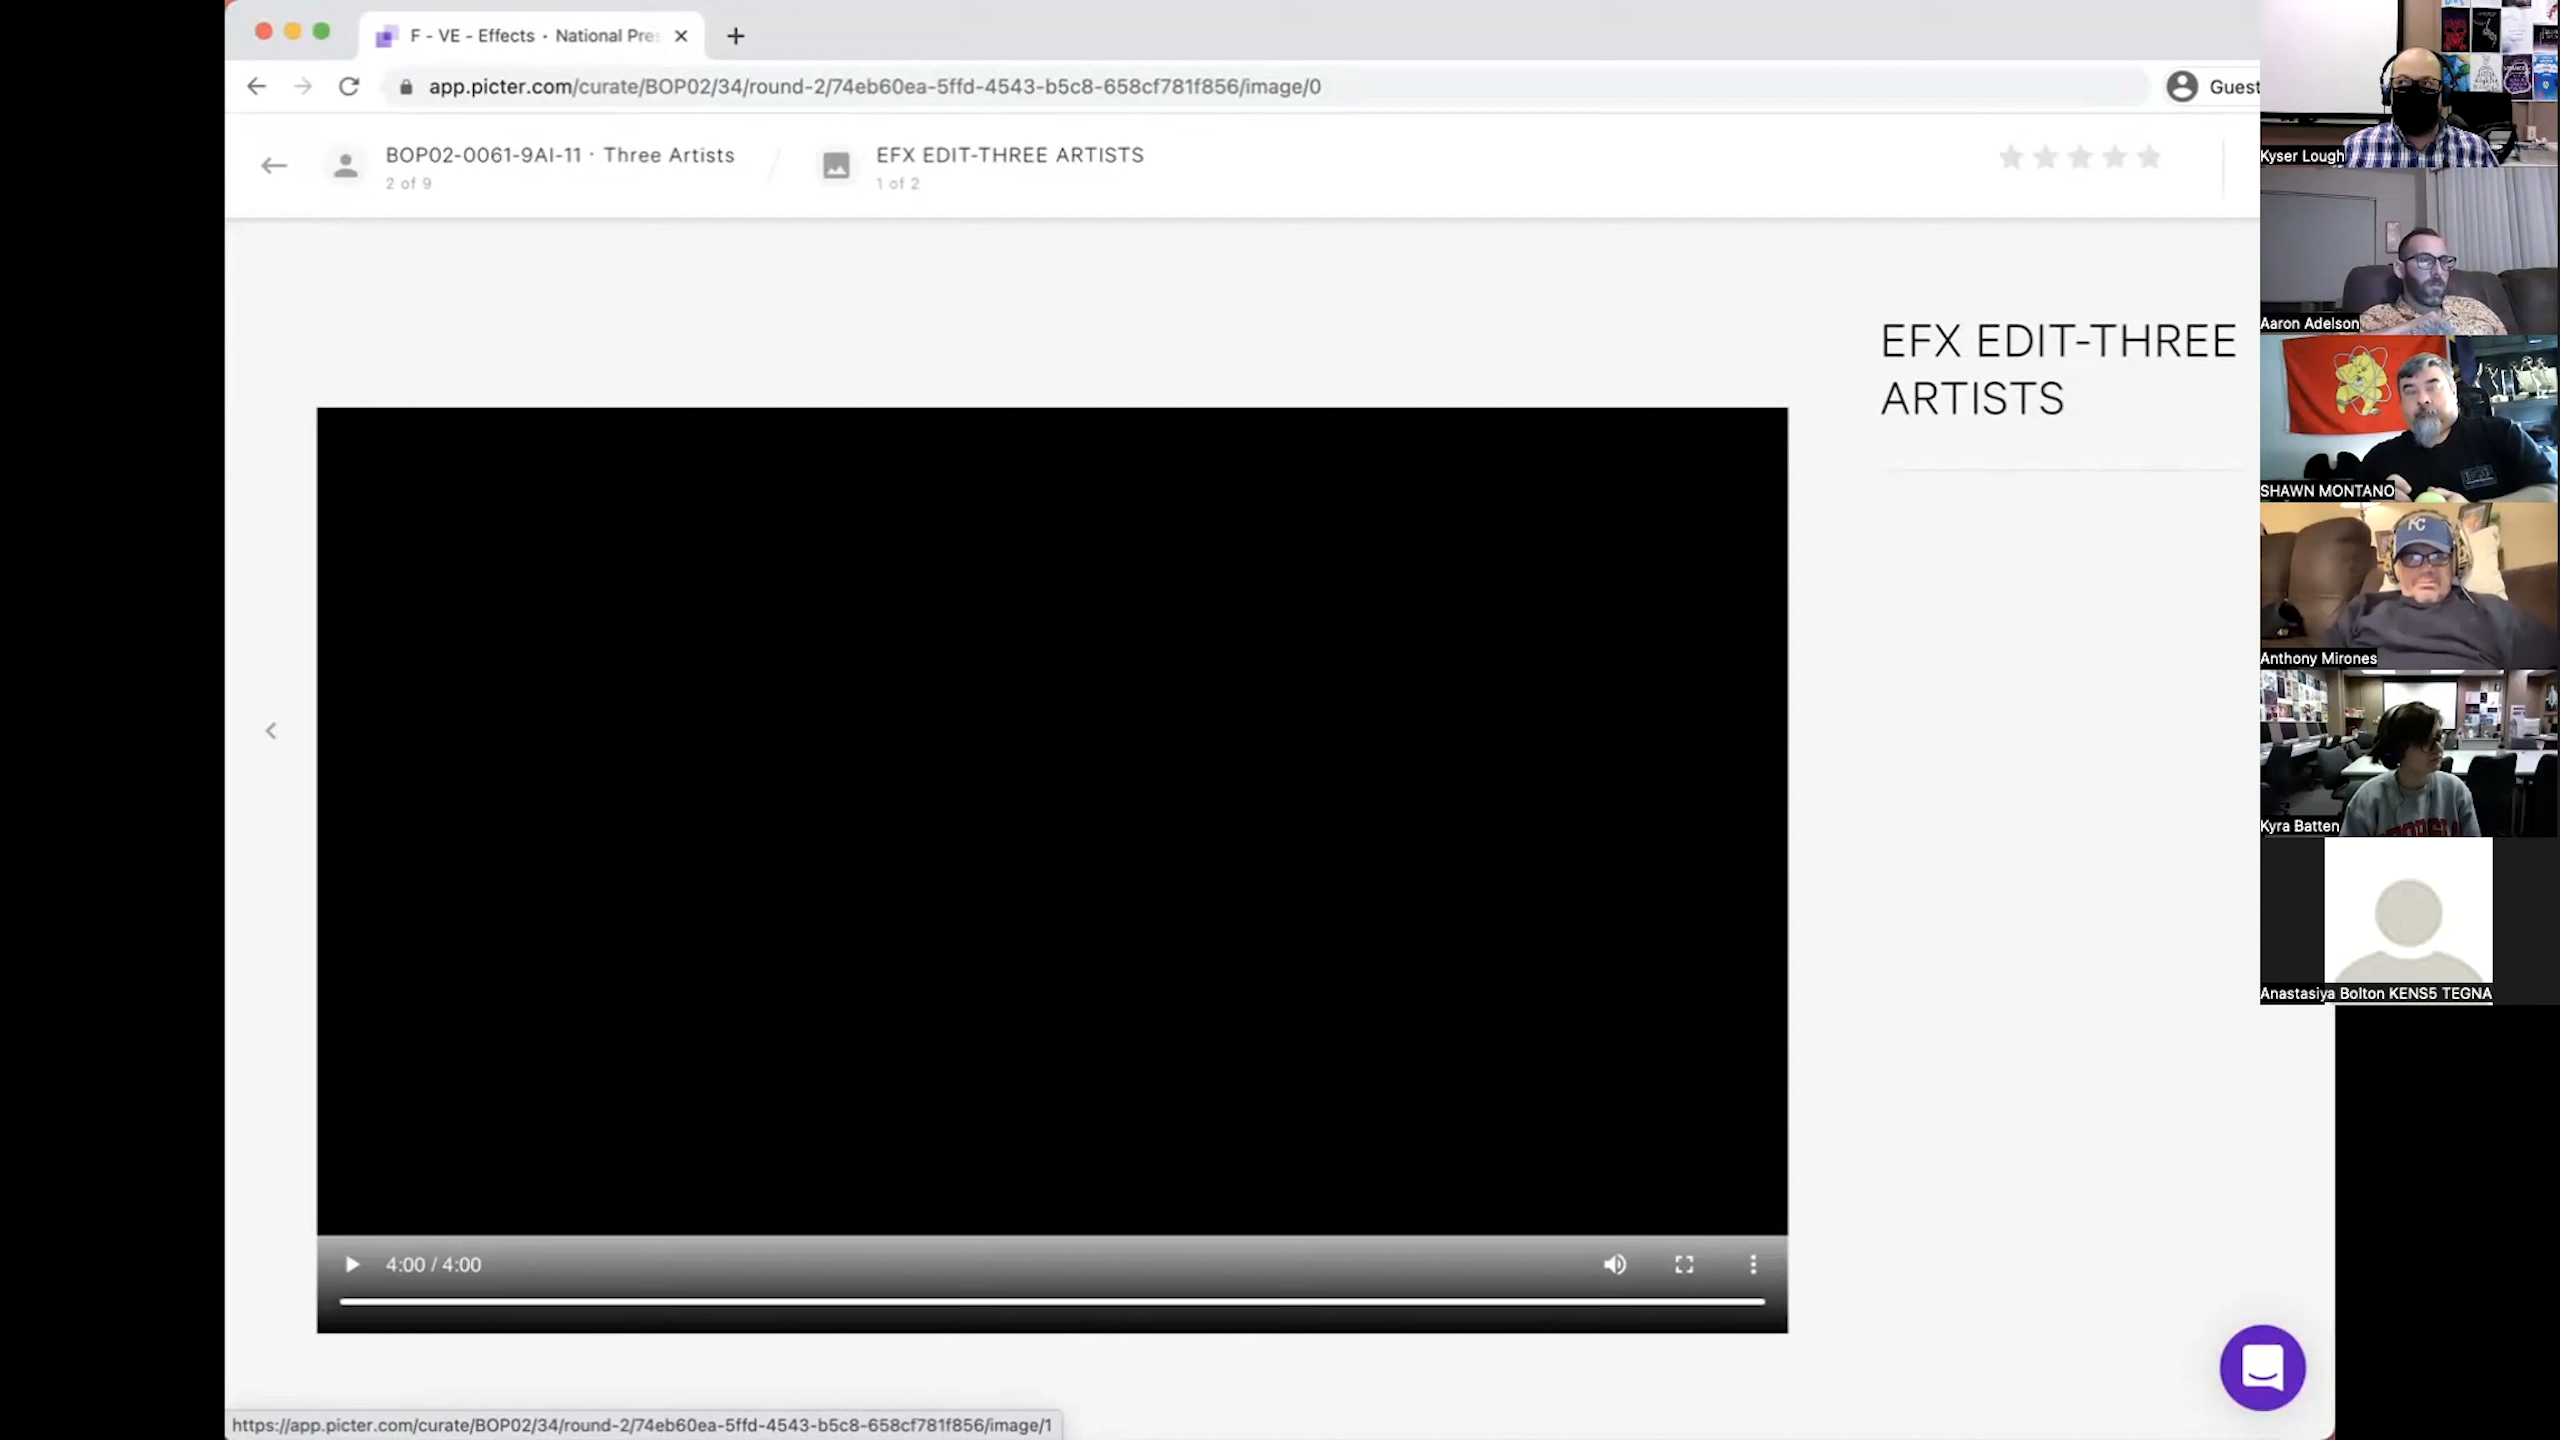 F - VE - Effects · National Pres
app.picter.com/curate/BOP02/34/round-2/74eb60ea-5ffd-4543-b5c8-658cf781f856/image/0
Guest
BOP02-0061-9AI-11 · Three Artists
2 of 9
EFX EDIT-THREE ARTISTS
1 of 2
EFX EDIT-THREE
ARTISTS
4:00 / 4:00
https://app.picter.com/curate/BOP02/34/round-2/74eb60ea-5ffd-4543-b5c8-658cf781f856/image/1
Kyser Lough
Aaron Adelson
SHAWN MONTANO
KC
Anthony Mirones
Kyra Batten
Anastasiya Bolton KENS5 TEGNA